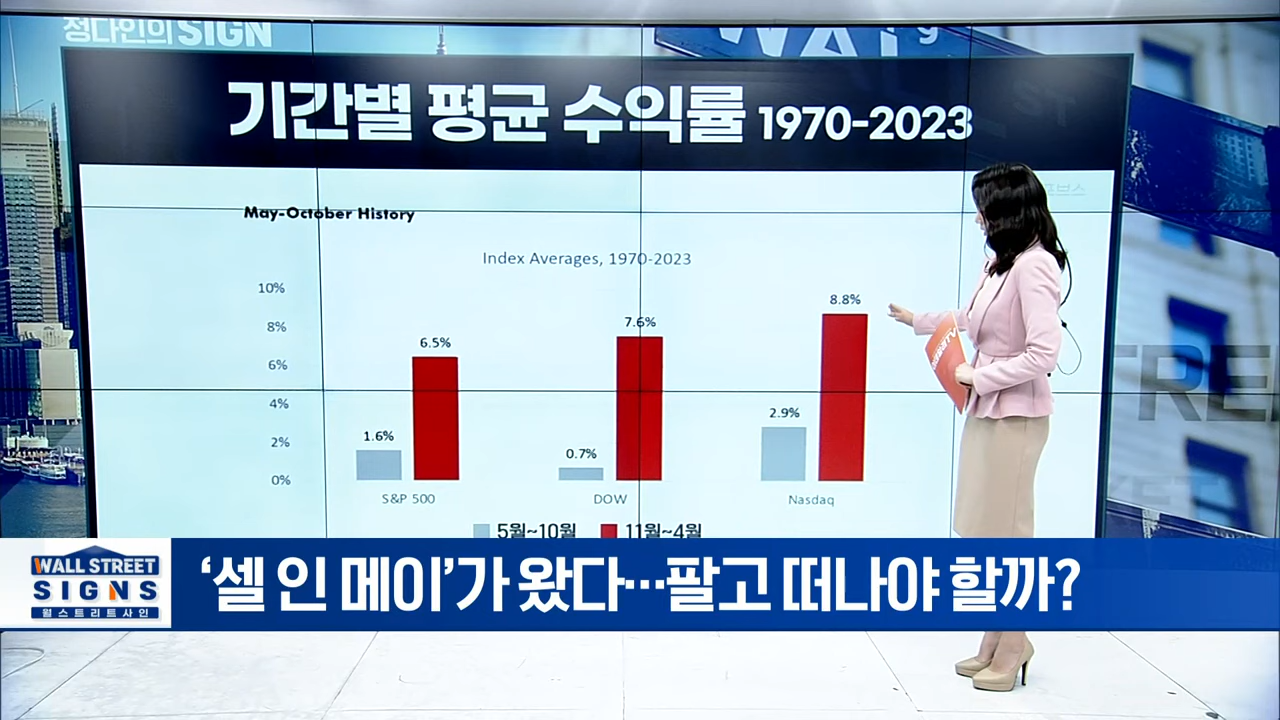 정다인의 SIGN
WAY
9
ST
기간별 평균 수익률 1970-2023
May-October History
Index Averages, 1970-2023
10%
8%
6%
4%
2%
0%
1.6%
6.5%
0.7%
7.6%
2.9%
8.8%
S&P 500
DOW
Nasdaq
5월~10월
11월~4월
WALL STREET
SIGNS
월스트리트사인
‘셀 인 메이’가 왔다…팔고 떠나야 할까?